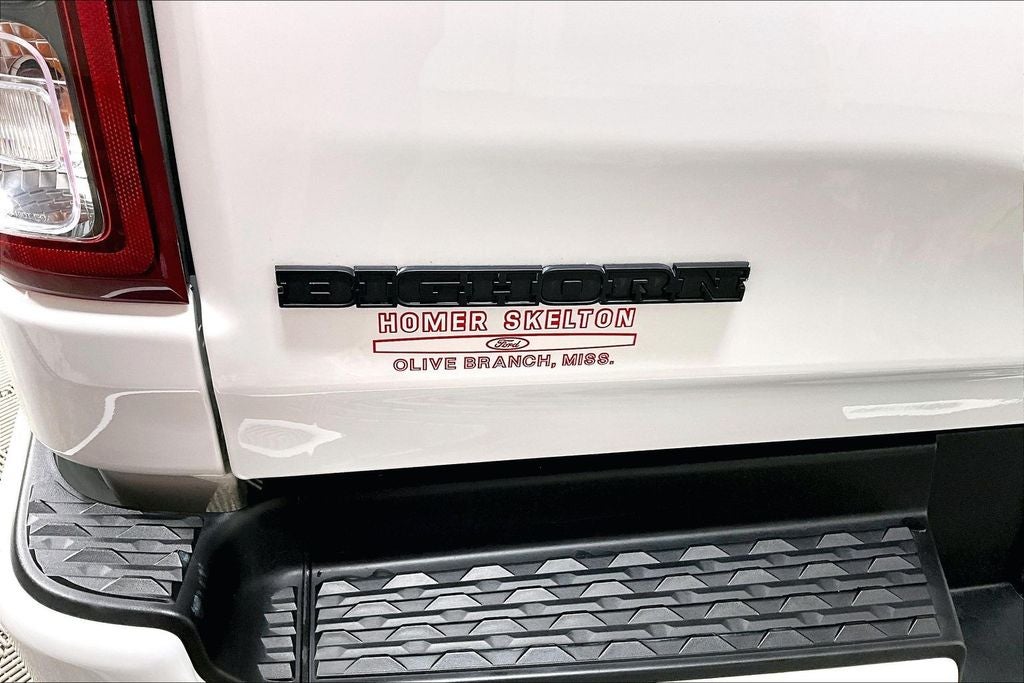 BIGHORN
HOMER SKELTON
Ford
OLIVE BRANCH, MISS.